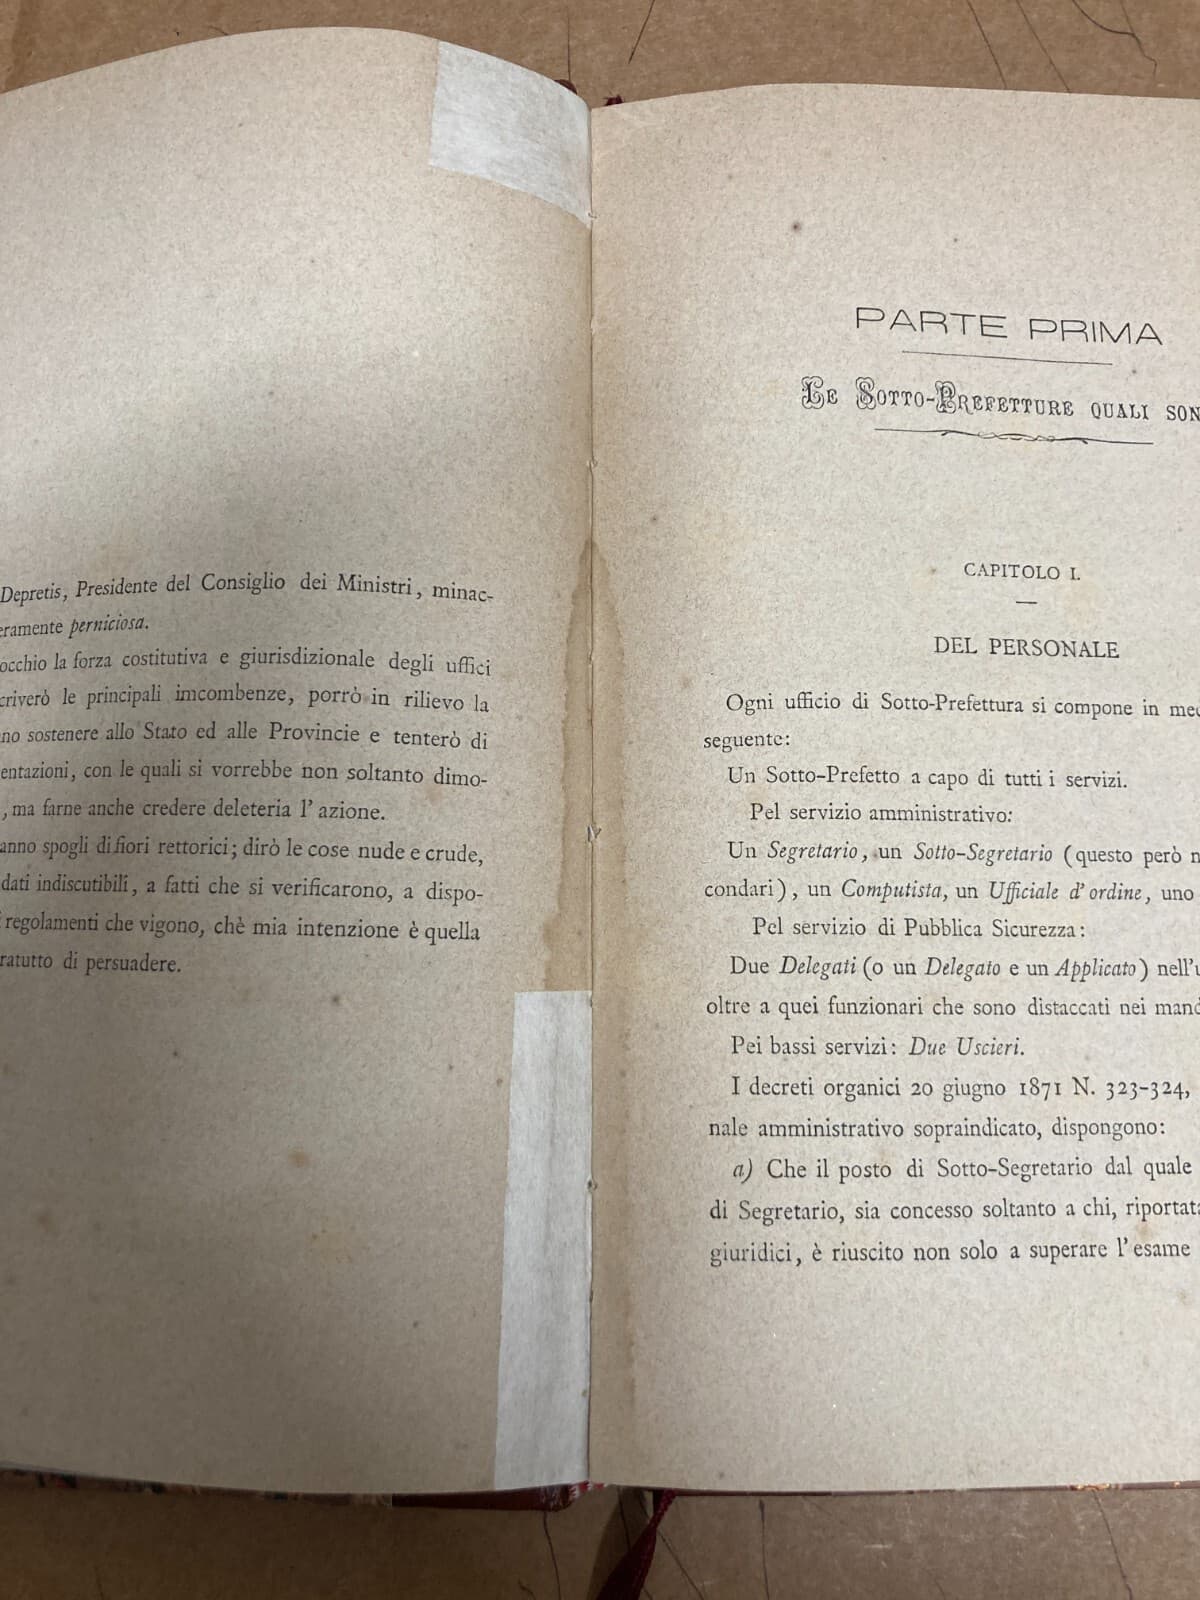 Depretis, Presidente del Consiglio dei Ministri, minac-
eramente perniciosa.
occhio la forza costitutiva e giurisdizionale degli uffici
criverò le principali imcombenze, porrò in rilievo la
no sostenere allo Stato ed alle Provincie e tenterò di
entazioni, con le quali si vorrebbe non soltanto dimo-
, ma farne anche credere deleteria l'azione.
anno spogli di fiori rettorici; dirò le cose nude e crude,
dati indiscutibili, a fatti che si verificarono, a dispo-
regolamenti che vigono, chè mia intenzione è quella
ratutto di persuadere.
PARTE PRIMA
LE SOTTO-PREFETTURE QUALI SON
CAPITOLO I.
DEL PERSONALE
Ogni ufficio di Sotto-Prefettura si compone in med
seguente:
Un Sotto-Prefetto a capo di tutti i servizi.
Pel servizio amministrativo:
Un Segretario, un Sotto-Segretario (questo però n
condari), un Computista, un Ufficiale d'ordine, uno
Pel servizio di Pubblica Sicurezza:
Due Delegati (o un Delegato e un Applicato) nell'u
oltre a quei funzionari che sono distaccati nei mand
Pei bassi servizi: Due Uscieri.
I decreti organici 20 giugno 1871 N. 323-324,
nale amministrativo sopraindicato, dispongono:
a) Che il posto di Sotto-Segretario dal quale
di Segretario, sia concesso soltanto a chi, riportata
giuridici, è riuscito non solo a superare l'esame